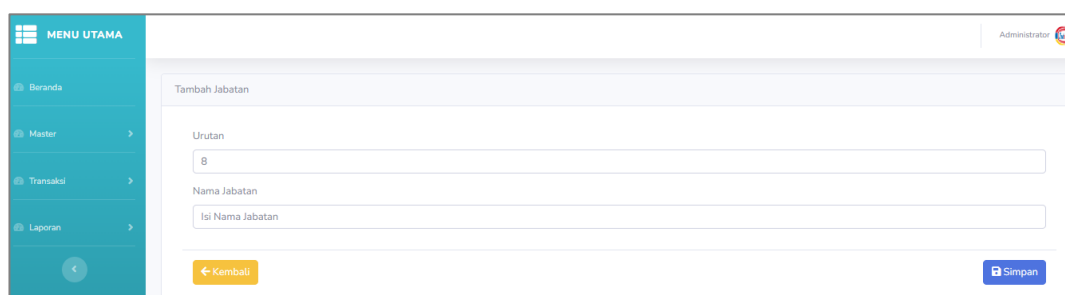 MENU UTAMA
Administrator
Beranda
Tambah Jabatan
Master
Urutan
8
Transaksi
Nama Jabatan
Isi Nama Jabatan
Laporan
Kembali
Simpan